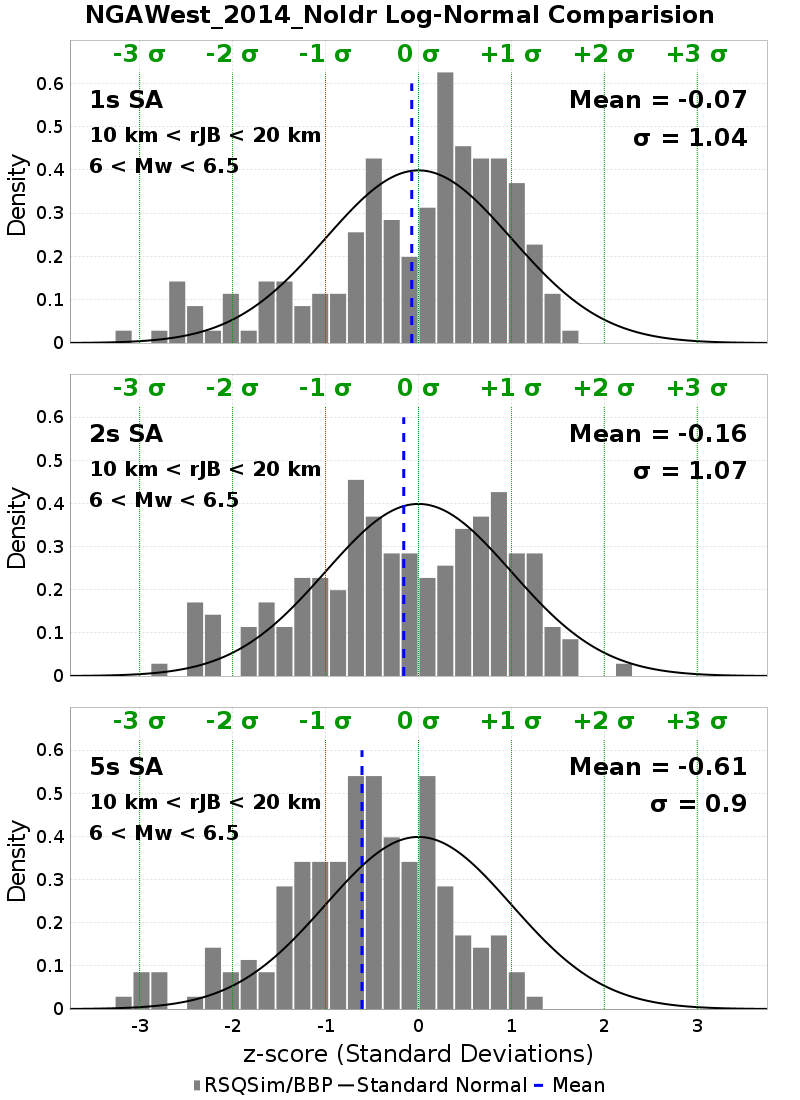 NGAWest_2014_NoIdr Log-Normal Comparision
-3 σ -2 σ -1 σ 0 σ +1 σ +2 σ +3 σ
1s SA
Mean = -0.07
10 km < rJB < 20 km
σ = 1.04
6 < Mw < 6.5
Density
0.6
0.5
0.4
0.3
0.2
0.1
0
-3 σ -2 σ -1 σ 0 σ +1 σ +2 σ +3 σ
2s SA
Mean = -0.16
10 km < rJB < 20 km
σ = 1.07
6 < Mw < 6.5
Density
0.6
0.5
0.4
0.3
0.2
0.1
0
-3 σ -2 σ -1 σ 0 σ +1 σ +2 σ +3 σ
5s SA
Mean = -0.61
10 km < rJB < 20 km
σ = 0.9
6 < Mw < 6.5
Density
0.6
0.5
0.4
0.3
0.2
0.1
0
-3 -2 -1 0 1 2 3
z-score (Standard Deviations)
RSQSim/BBP Standard Normal Mean